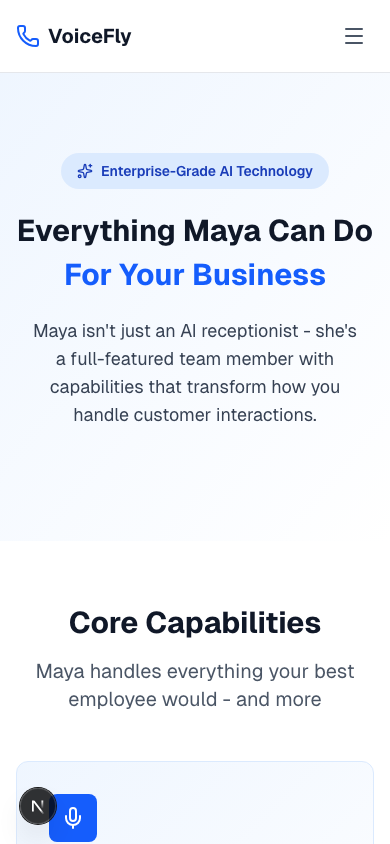 VoiceFly
Enterprise-Grade AI Technology
Everything Maya Can Do
For Your Business
Maya isn't just an AI receptionist - she's
a full-featured team member with
capabilities that transform how you
handle customer interactions.
Core Capabilities
Maya handles everything your best
employee would - and more
N